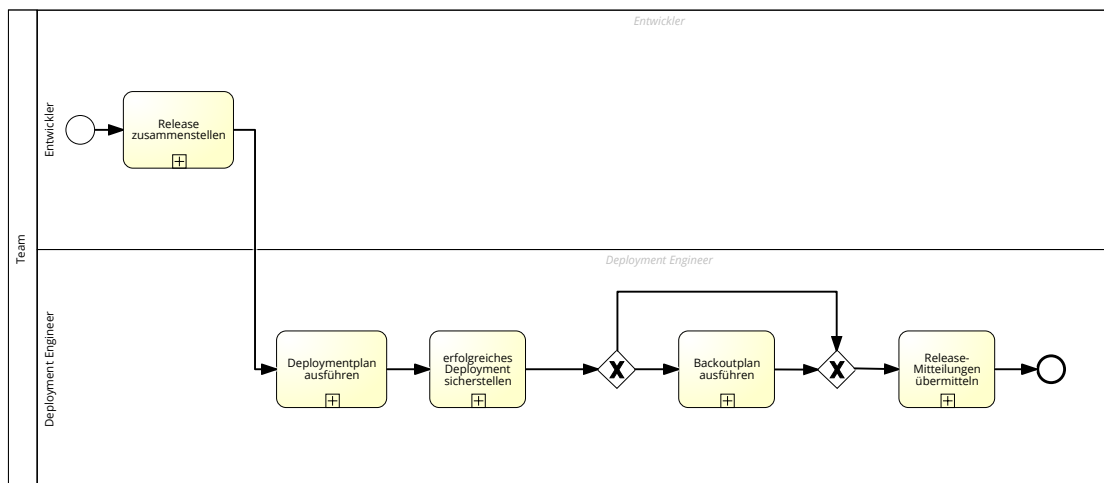 Team
Entwickler
Entwickler
Release
zusammenstellen
Deployment Engineer
Deployment Engineer
Deploymentplan
ausführen
erfolgreiches
Deployment
sicherstellen
X
Backoutplan
ausführen
X
Release-
Mitteilungen
übermitteln